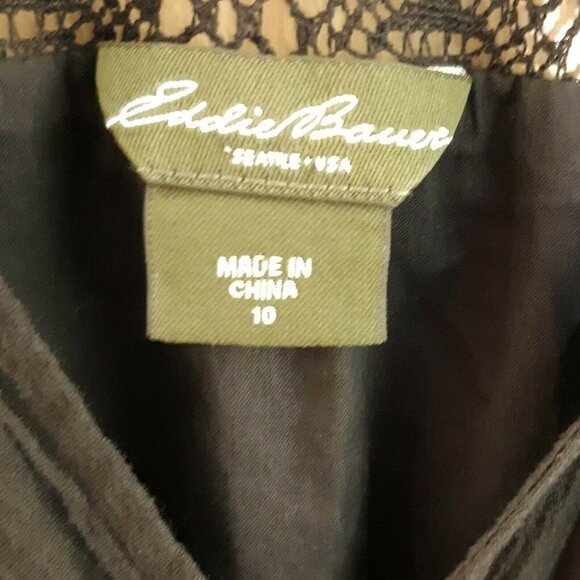 Eddie Bauer
SEATTLE • USA
MADE IN
CHINA
10